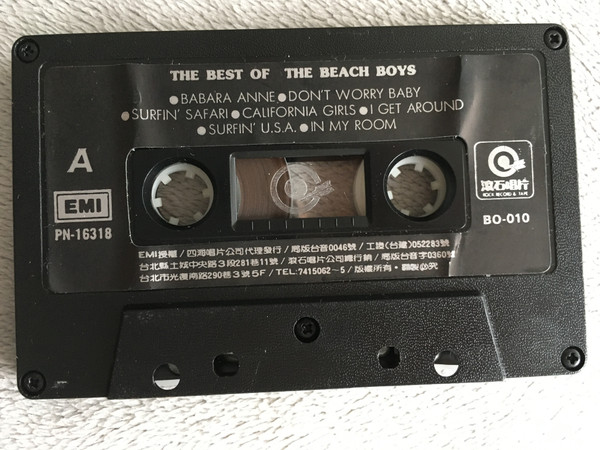 THE BEST OF THE BEACH BOYS
●BABARA ANNE●DON'T WORRY BABY
●SURFIN' SAFARI●CALIFORNIA GIRLS●I GET AROUND
●SURFIN' U.S.A.●IN MY ROOM
A
EMI
PN-16318
滾石唱片
ROCK RECORD & TAPE
BO-010
EMI授權/四海唱片公司代理發行/局版台音0046號/工商(台建)052283號
台北縣土城中央路3段281巷11號/滾石唱片公司總行銷/局版台音字0360號
台北市光復南路290巷3號5F/TEL:7415062~5/版權所有·翻製必究